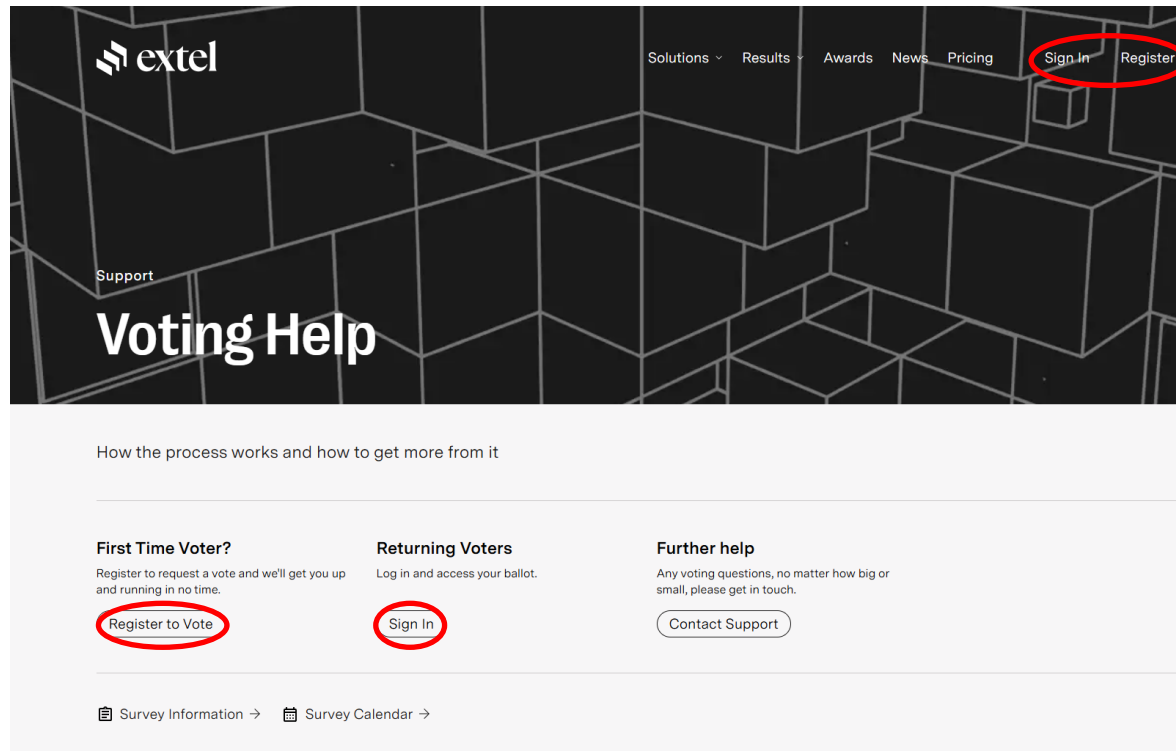 extel
Solutions Results Awards News Pricing Sign In Register
Support
Voting Help
How the process works and how to get more from it
First Time Voter?
Register to request a vote and we'll get you up
and running in no time.
Register to Vote
Returning Voters
Log in and access your ballot.
Sign In
Further help
Any voting questions, no matter how big or
small, please get in touch.
Contact Support
Survey Information → Survey Calendar →